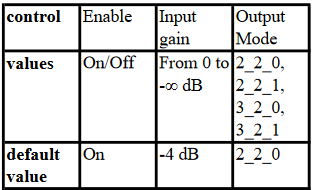 control Enable Input gain Output Mode
values On/Off From 0 to -∞ dB 2_2_0, 2_2_1, 3_2_0, 3_2_1
default value On -4 dB 2_2_0